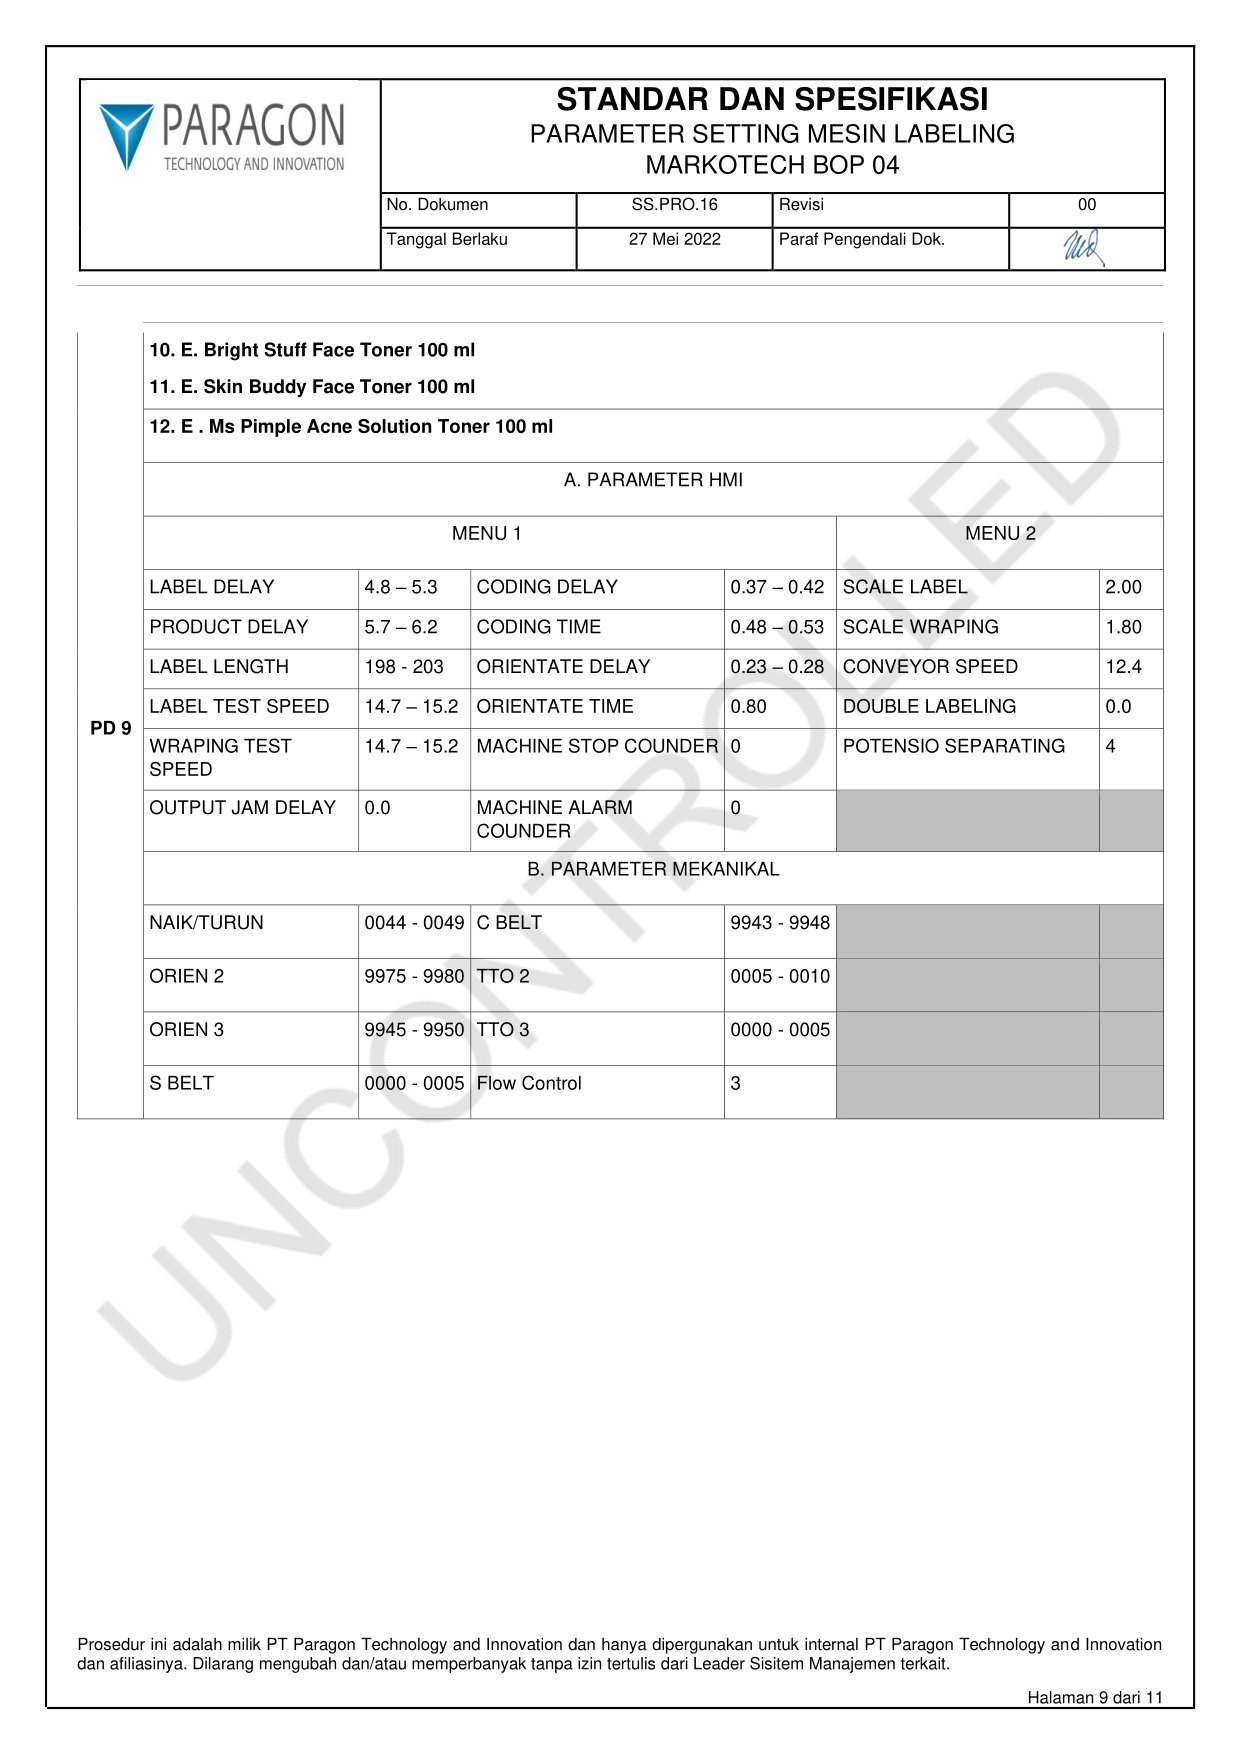 PARAGON
TECHNOLOGY AND INNOVATION
STANDAR DAN SPESIFIKASI
PARAMETER SETTING MESIN LABELING
MARKOTECH BOP 04
No. Dokumen SS.PRO.16 Revisi 00
Tanggal Berlaku 27 Mei 2022 Paraf Pengendali Dok.
10. E. Bright Stuff Face Toner 100 ml
11. E. Skin Buddy Face Toner 100 ml
12. E . Ms Pimple Acne Solution Toner 100 ml
A. PARAMETER HMI
MENU 1 MENU 2
LABEL DELAY 4.8 – 5.3 CODING DELAY 0.37 – 0.42 SCALE LABEL 2.00
PRODUCT DELAY 5.7 – 6.2 CODING TIME 0.48 – 0.53 SCALE WRAPING 1.80
LABEL LENGTH 198 - 203 ORIENTATE DELAY 0.23 – 0.28 CONVEYOR SPEED 12.4
LABEL TEST SPEED 14.7 – 15.2 ORIENTATE TIME 0.80 DOUBLE LABELING 0.0
PD 9
WRAPING TEST SPEED 14.7 – 15.2 MACHINE STOP COUNDER 0 POTENSIO SEPARATING 4
OUTPUT JAM DELAY 0.0 MACHINE ALARM COUNDER 0
B. PARAMETER MEKANIKAL
NAIK/TURUN 0044 - 0049 C BELT 9943 - 9948
ORIEN 2 9975 - 9980 TTO 2 0005 - 0010
ORIEN 3 9945 - 9950 TTO 3 0000 - 0005
S BELT 0000 - 0005 Flow Control 3
UNCONTROLLED
Prosedur ini adalah milik PT Paragon Technology and Innovation dan hanya dipergunakan untuk internal PT Paragon Technology and Innovation
dan afiliasinya. Dilarang mengubah dan/atau memperbanyak tanpa izin tertulis dari Leader Sisitem Manajemen terkait.
Halaman 9 dari 11